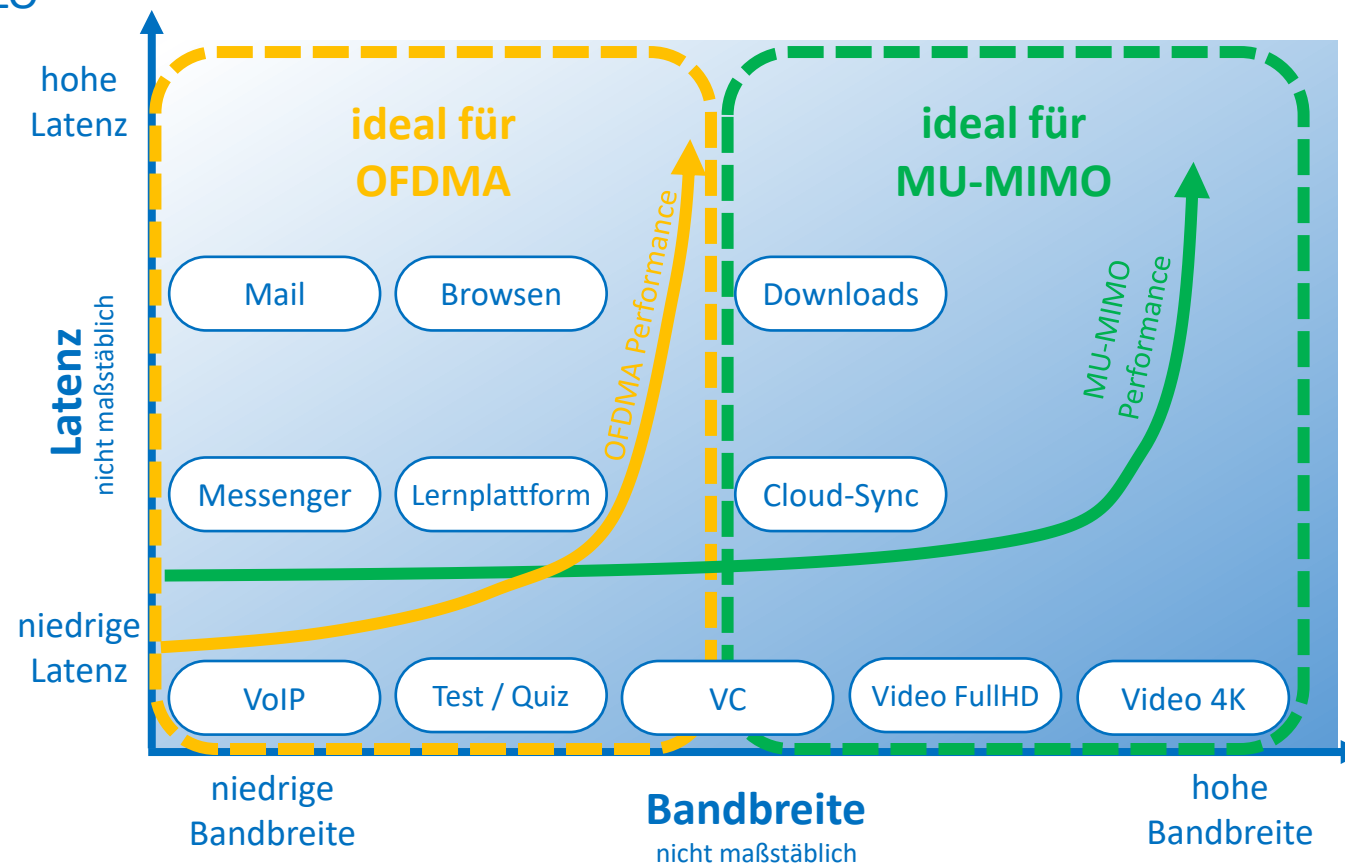 hohe
Latenz
ideal für
OFDMA
ideal für
MU-MIMO
OFDMA Performance
MU-MIMO
Performance
Mail
Browsen
Downloads
Latenz
nicht maßstäblich
Messenger
Lernplattform
Cloud-Sync
niedrige
Latenz
VoIP
Test / Quiz
VC
Video FullHD
Video 4K
niedrige
Bandbreite
Bandbreite
nicht maßstäblich
hohe
Bandbreite